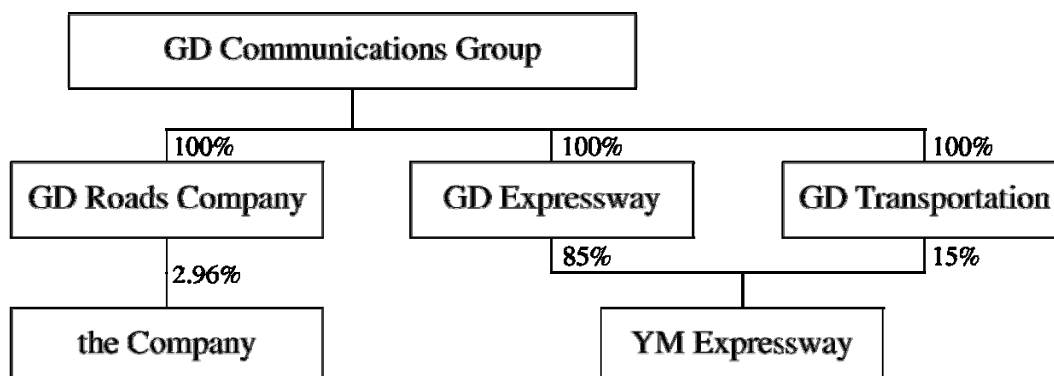 GD Communications Group
100%
100%
100%
GD Roads Company
GD Expressway
GD Transportation
2.96%
85%
15%
the Company
YM Expressway